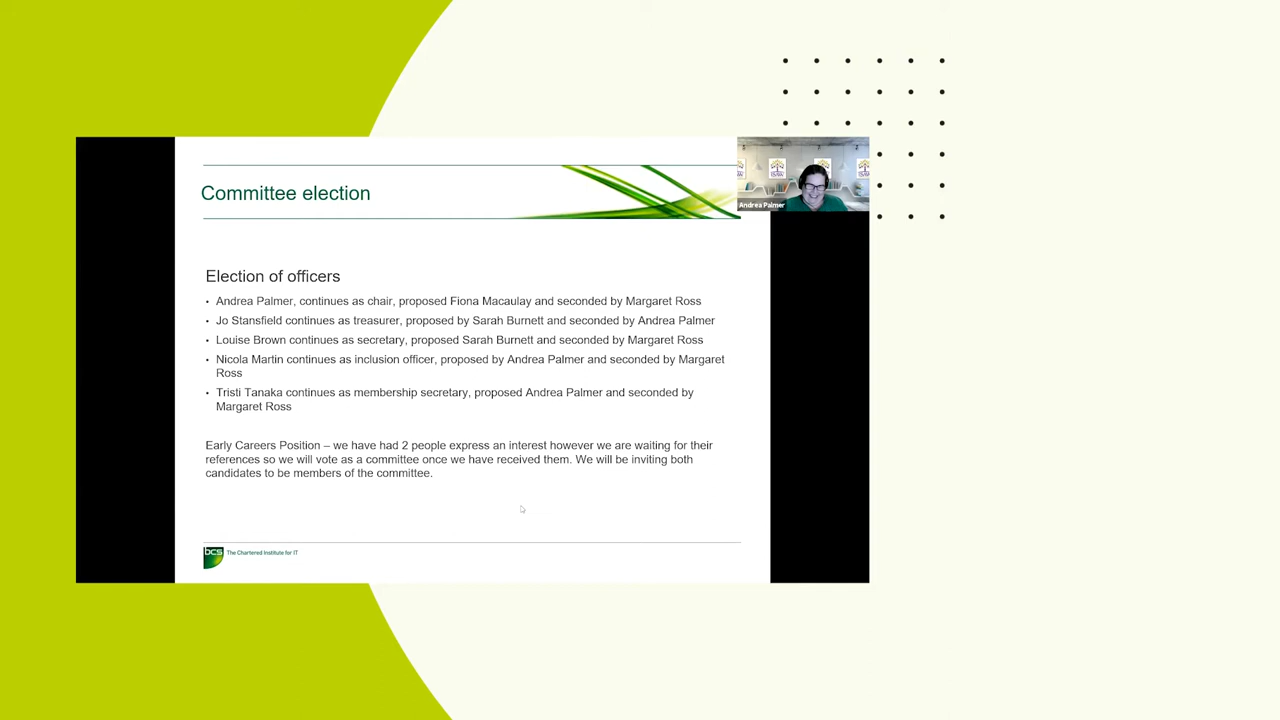 Committee election
Andrea Palmer
Election of officers
• Andrea Palmer, continues as chair, proposed Fiona Macaulay and seconded by Margaret Ross
• Jo Stansfield continues as treasurer, proposed by Sarah Burnett and seconded by Andrea Palmer
• Louise Brown continues as secretary, proposed Sarah Burnett and seconded by Margaret Ross
• Nicola Martin continues as inclusion officer, proposed by Andrea Palmer and seconded by Margaret
Ross
• Tristi Tanaka continues as membership secretary, proposed Andrea Palmer and seconded by
Margaret Ross
Early Careers Position – we have had 2 people express an interest however we are waiting for their
references so we will vote as a committee once we have received them. We will be inviting both
candidates to be members of the committee.
bcs The Chartered Institute for IT